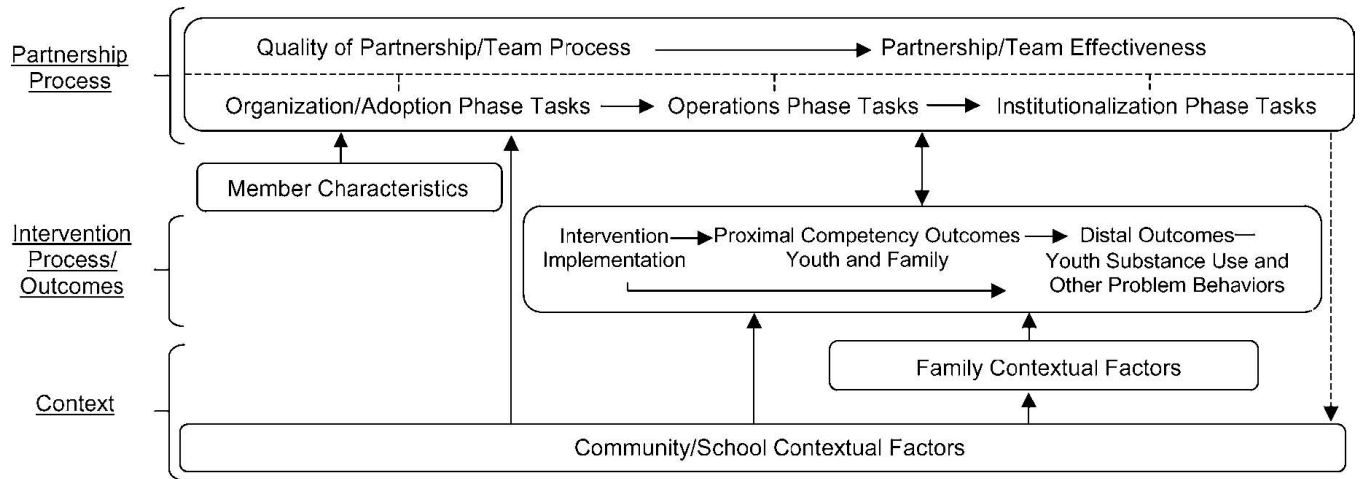 Partnership
Process
Quality of Partnership/Team Process
Partnership/Team Effectiveness
Organization/Adoption Phase Tasks
Operations Phase Tasks
Institutionalization Phase Tasks
Member Characteristics
Intervention
Process/
Outcomes
Intervention
Implementation
Proximal Competency Outcomes
Youth and Family
Distal Outcomes—
Youth Substance Use and
Other Problem Behaviors
Context
Family Contextual Factors
Community/School Contextual Factors